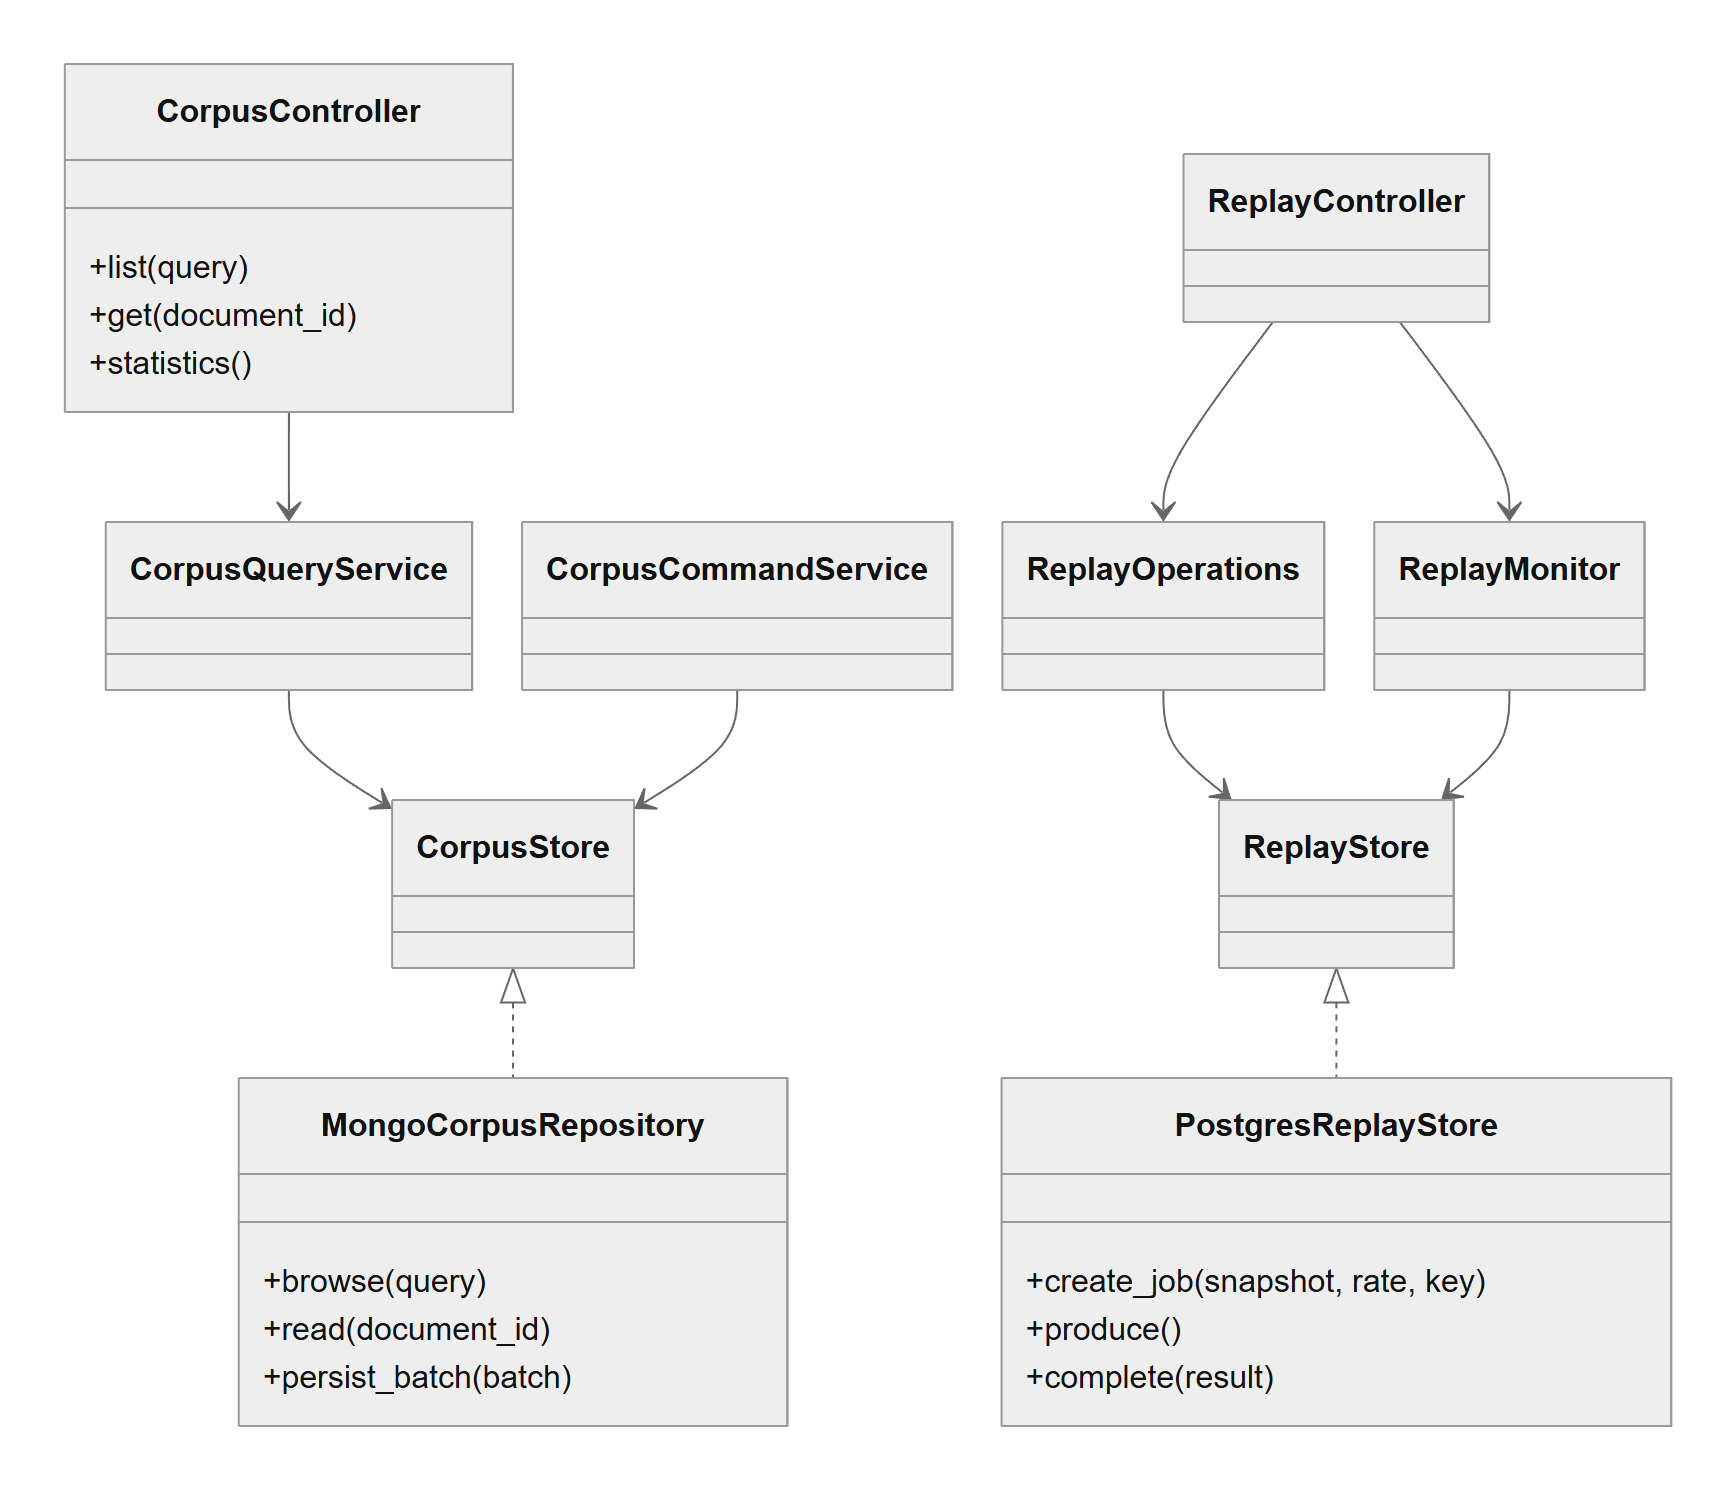 CorpusController
+list(query)
+get(document_id)
+statistics()
ReplayController
CorpusQueryService
CorpusCommandService
ReplayOperations
ReplayMonitor
CorpusStore
ReplayStore
MongoCorpusRepository
+browse(query)
+read(document_id)
+persist_batch(batch)
PostgresReplayStore
+create_job(snapshot, rate, key)
+produce()
+complete(result)